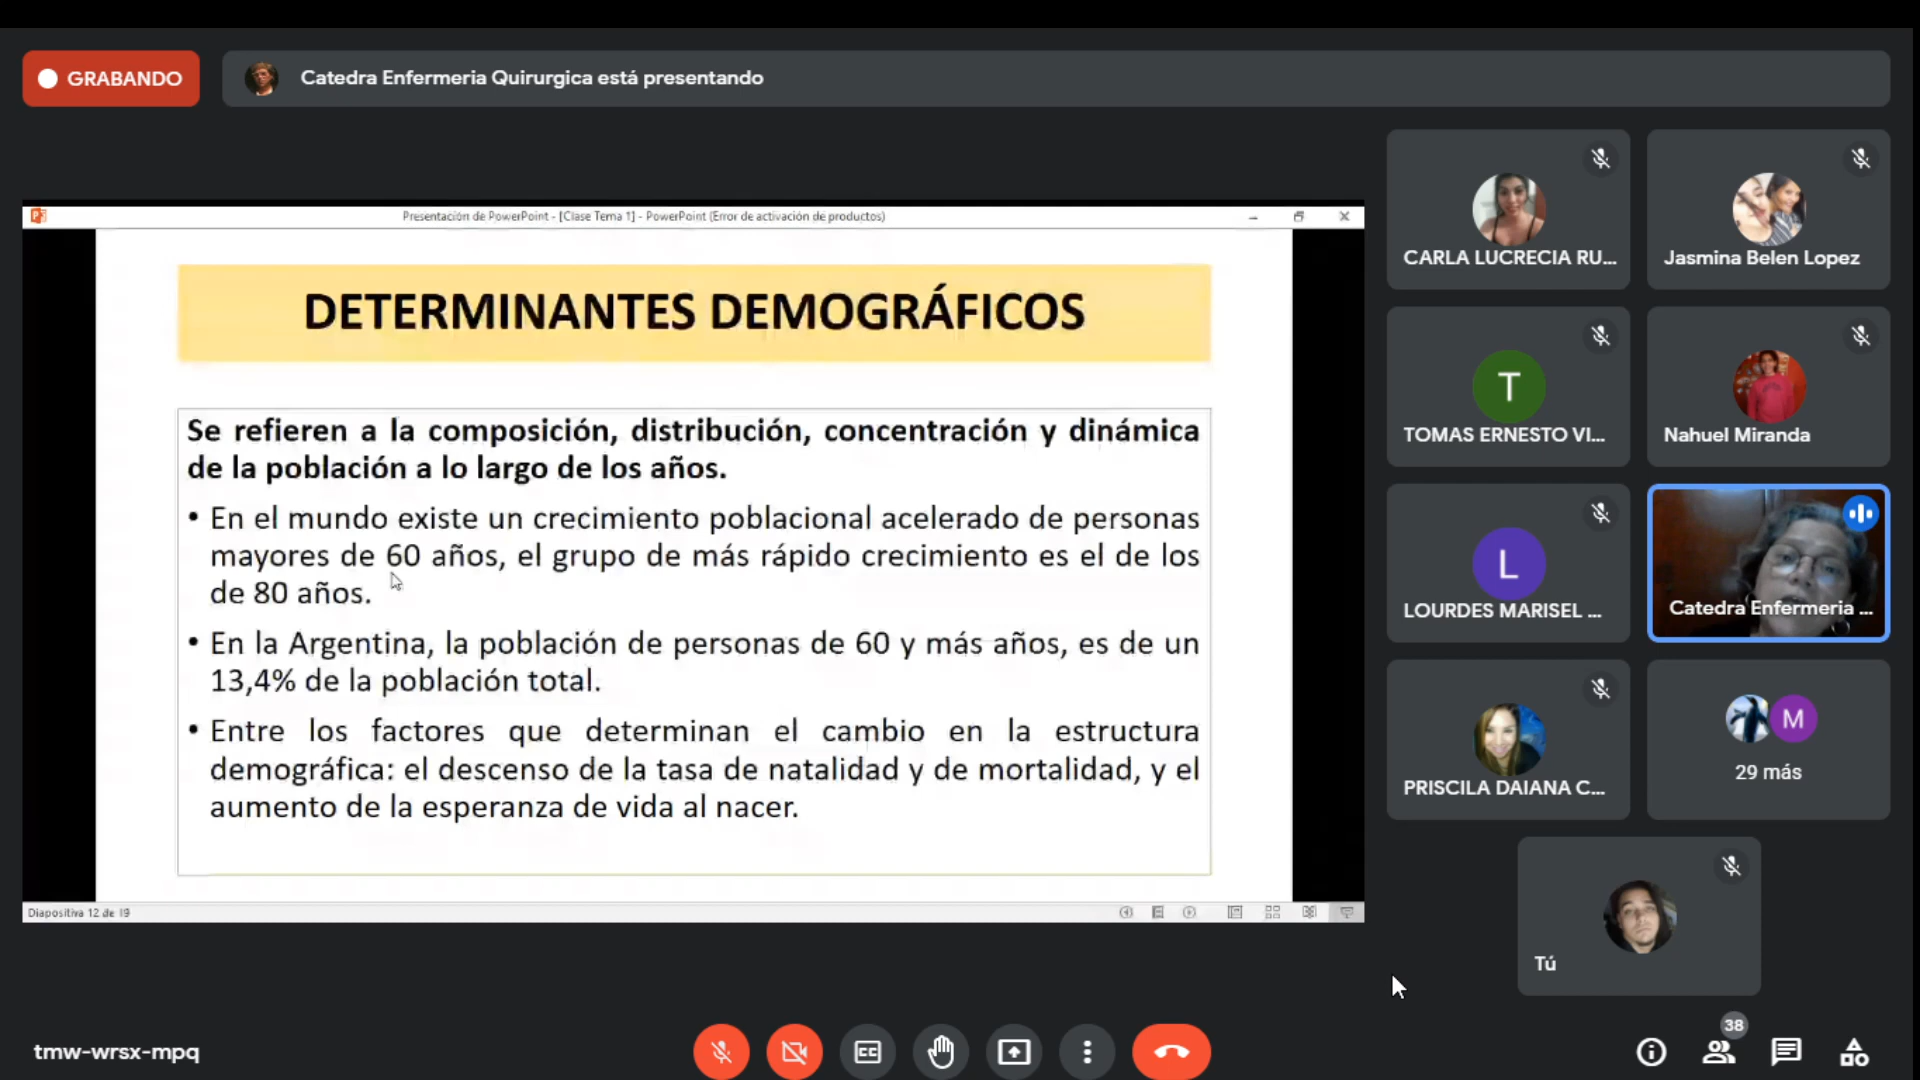 GRABANDO
Catedra Enfermeria Quirurgica está presentando
Presentación de PowerPoint - [Clase Tema 1] - PowerPoint (Error de activación de productos)
DETERMINANTES DEMOGRÁFICOS
Se refieren a la composición, distribución, concentración y dinámica
de la población a lo largo de los años.
• En el mundo existe un crecimiento poblacional acelerado de personas
mayores de 60 años, el grupo de más rápido crecimiento es el de los
de 80 años.
• En la Argentina, la población de personas de 60 y más años, es de un
13,4% de la población total.
• Entre los factores que determinan el cambio en la estructura
demográfica: el descenso de la tasa de natalidad y de mortalidad, y el
aumento de la esperanza de vida al nacer.
Diapositiva 12 de 19
CARLA LUCRECIA RU...
Jasmina Belen Lopez
T
TOMAS ERNESTO VI...
Nahuel Miranda
L
LOURDES MARISEL ...
Catedra Enfermeria ...
PRISCILA DAIANA C...
M
29 más
Tú
tmw-wrsx-mpq
CC
38